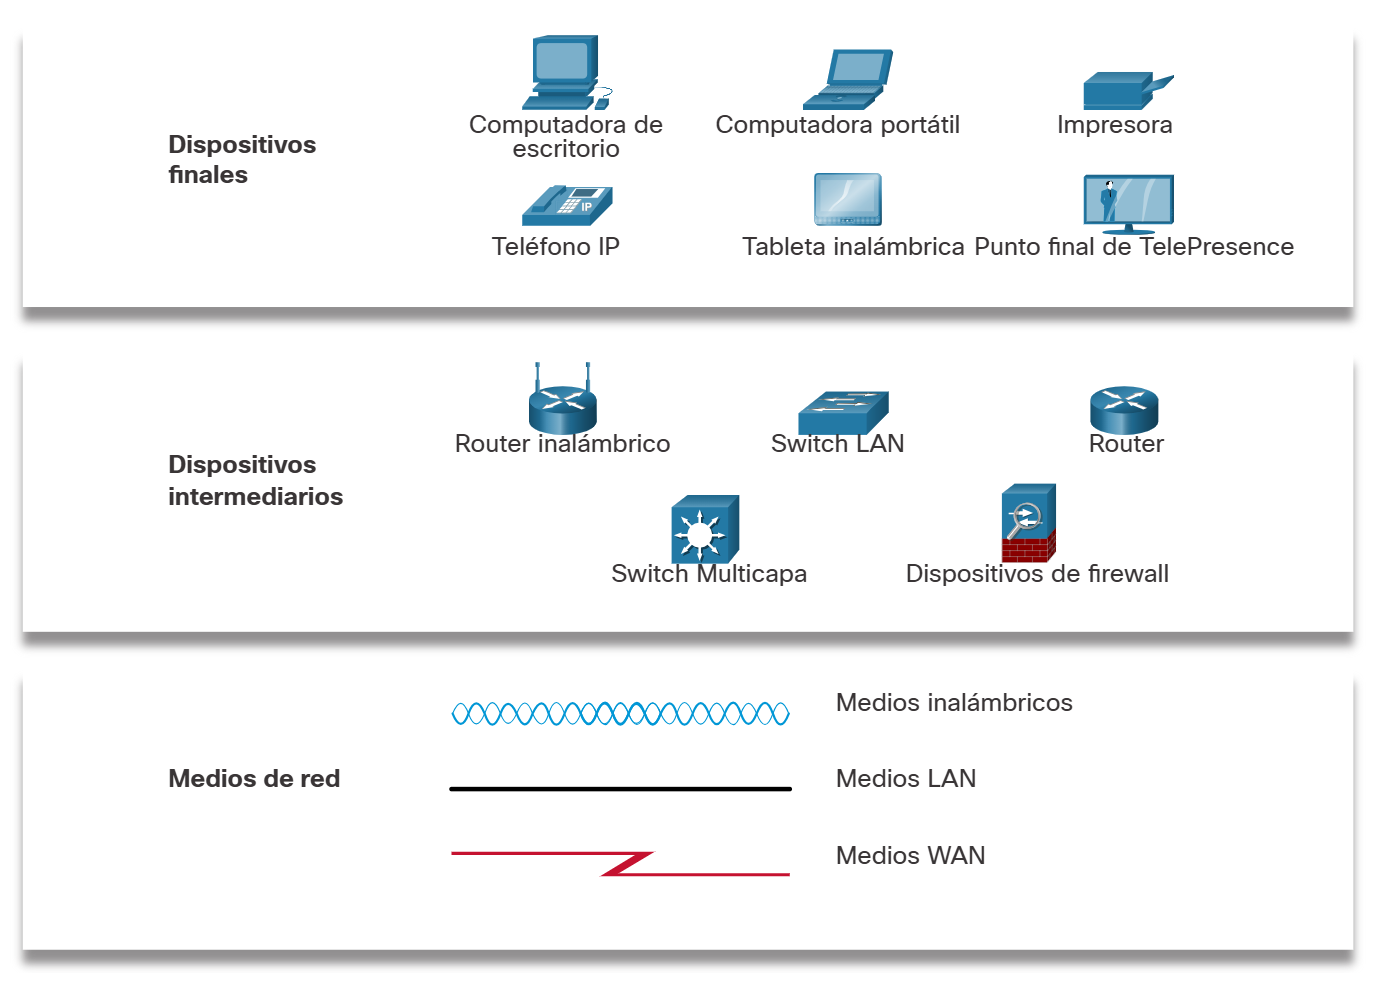 Dispositivos
finales
Computadora de
escritorio
Computadora portátil
Impresora
IP
Teléfono IP
Tableta inalámbrica
Punto final de TelePresence
Dispositivos
intermediarios
Router inalámbrico
Switch LAN
Router
Switch Multicapa
Dispositivos de firewall
Medios de red
Medios inalámbricos
Medios LAN
Medios WAN